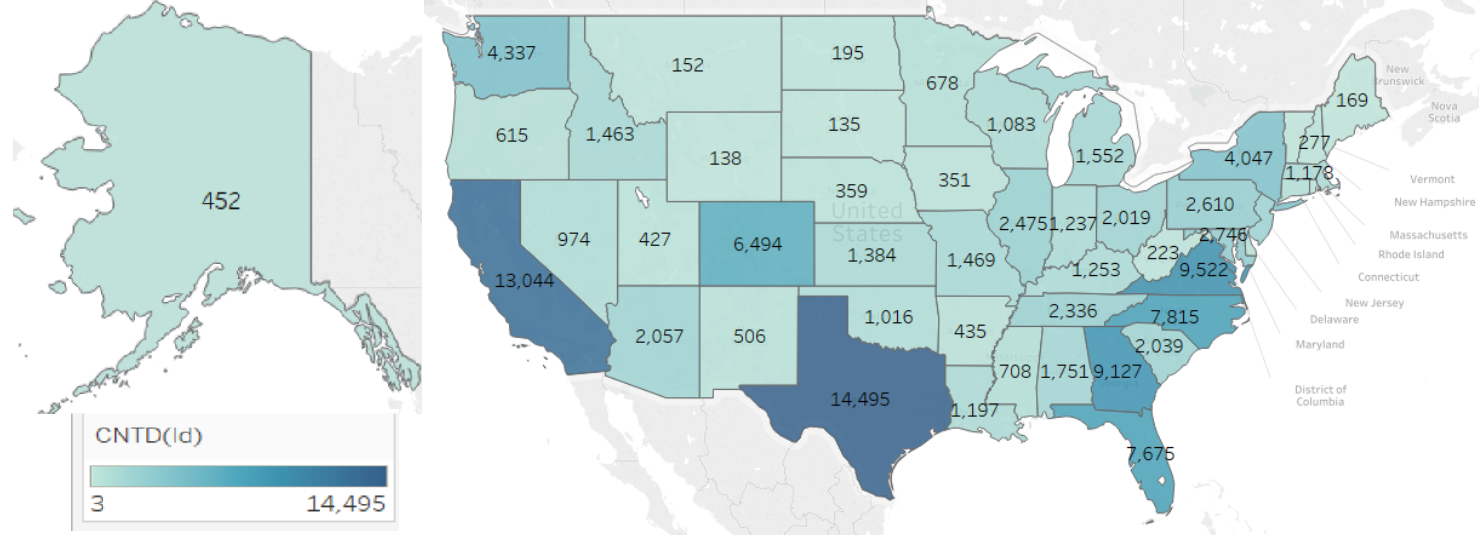 452
CNTD(Id)
3
14,495
4,337
152
195
678
1,083
1,552
169
615
1,463
138
135
277
4,047
1,178
359
351
2,610
974
427
6,494
2,475
1,237
2,019
2,746
United
States
1,384
1,469
223
9,522
13,044
1,253
2,057
506
1,016
435
2,336
7,815
2,039
14,495
1,197
708
1,751
9,127
7,675
New
Brunswick
Nova
Scotia
Vermont
New Hampshire
Massachusetts
Rhode Island
Connecticut
New Jersey
Delaware
Maryland
District of
Columbia